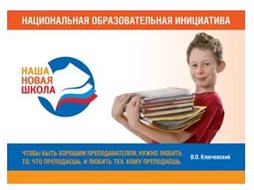 НАЦИОНАЛЬНАЯ ОБРАЗОВАТЕЛЬНАЯ ИНИЦИАТИВА
НАША
НОВАЯ
ШКОЛА
ЧТОБЫ БЫТЬ ХОРОШИМ ПРЕПОДАВАТЕЛЕМ, НУЖНО ЛЮБИТЬ
ТО, ЧТО ПРЕПОДАЕШЬ, И ЛЮБИТЬ ТЕХ, КОМУ ПРЕПОДАЕШЬ.
В.О. Ключевский